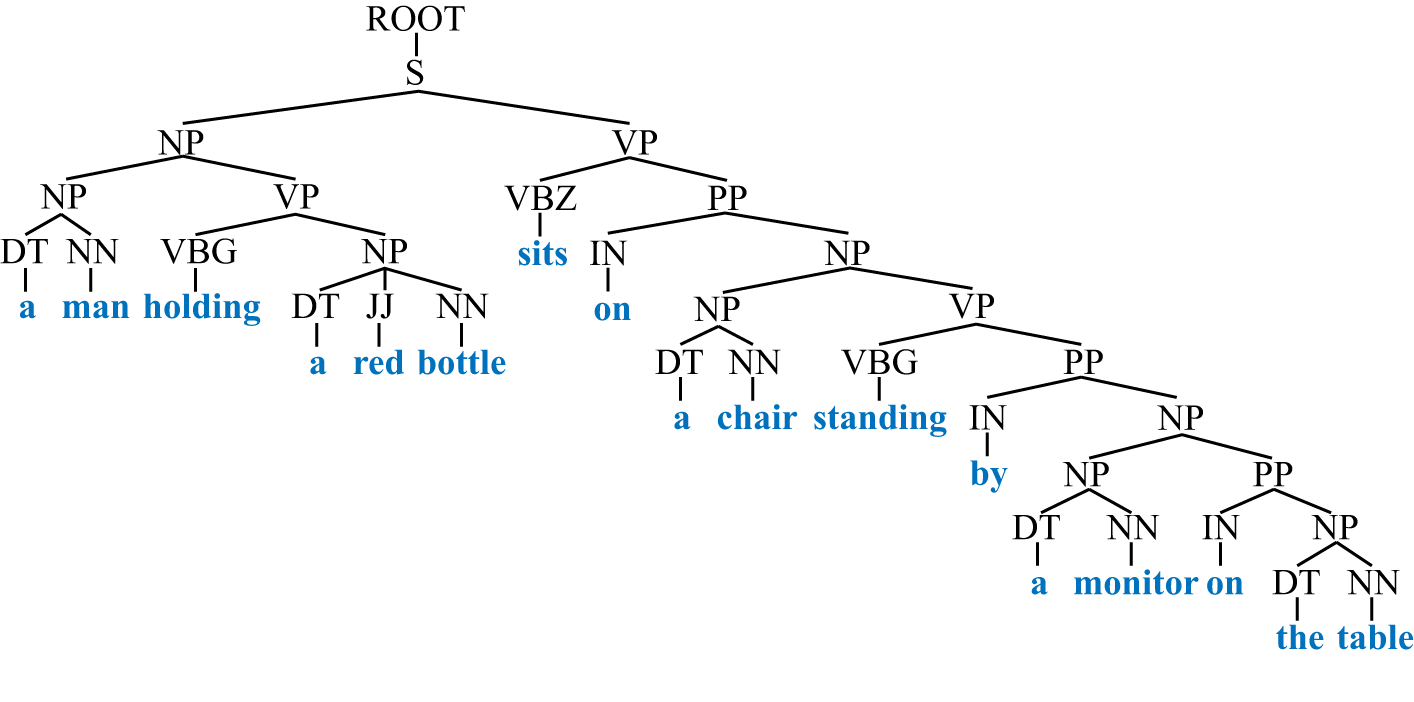 ROOT
S
NP VP
NP VP VBZ PP
DT NN VBG NP sits IN NP
a man holding DT JJ NN on NP VP
a red bottle DT NN VBG PP
a chair standing IN NP
by NP PP
DT NN IN NP
a monitor on DT NN
the table